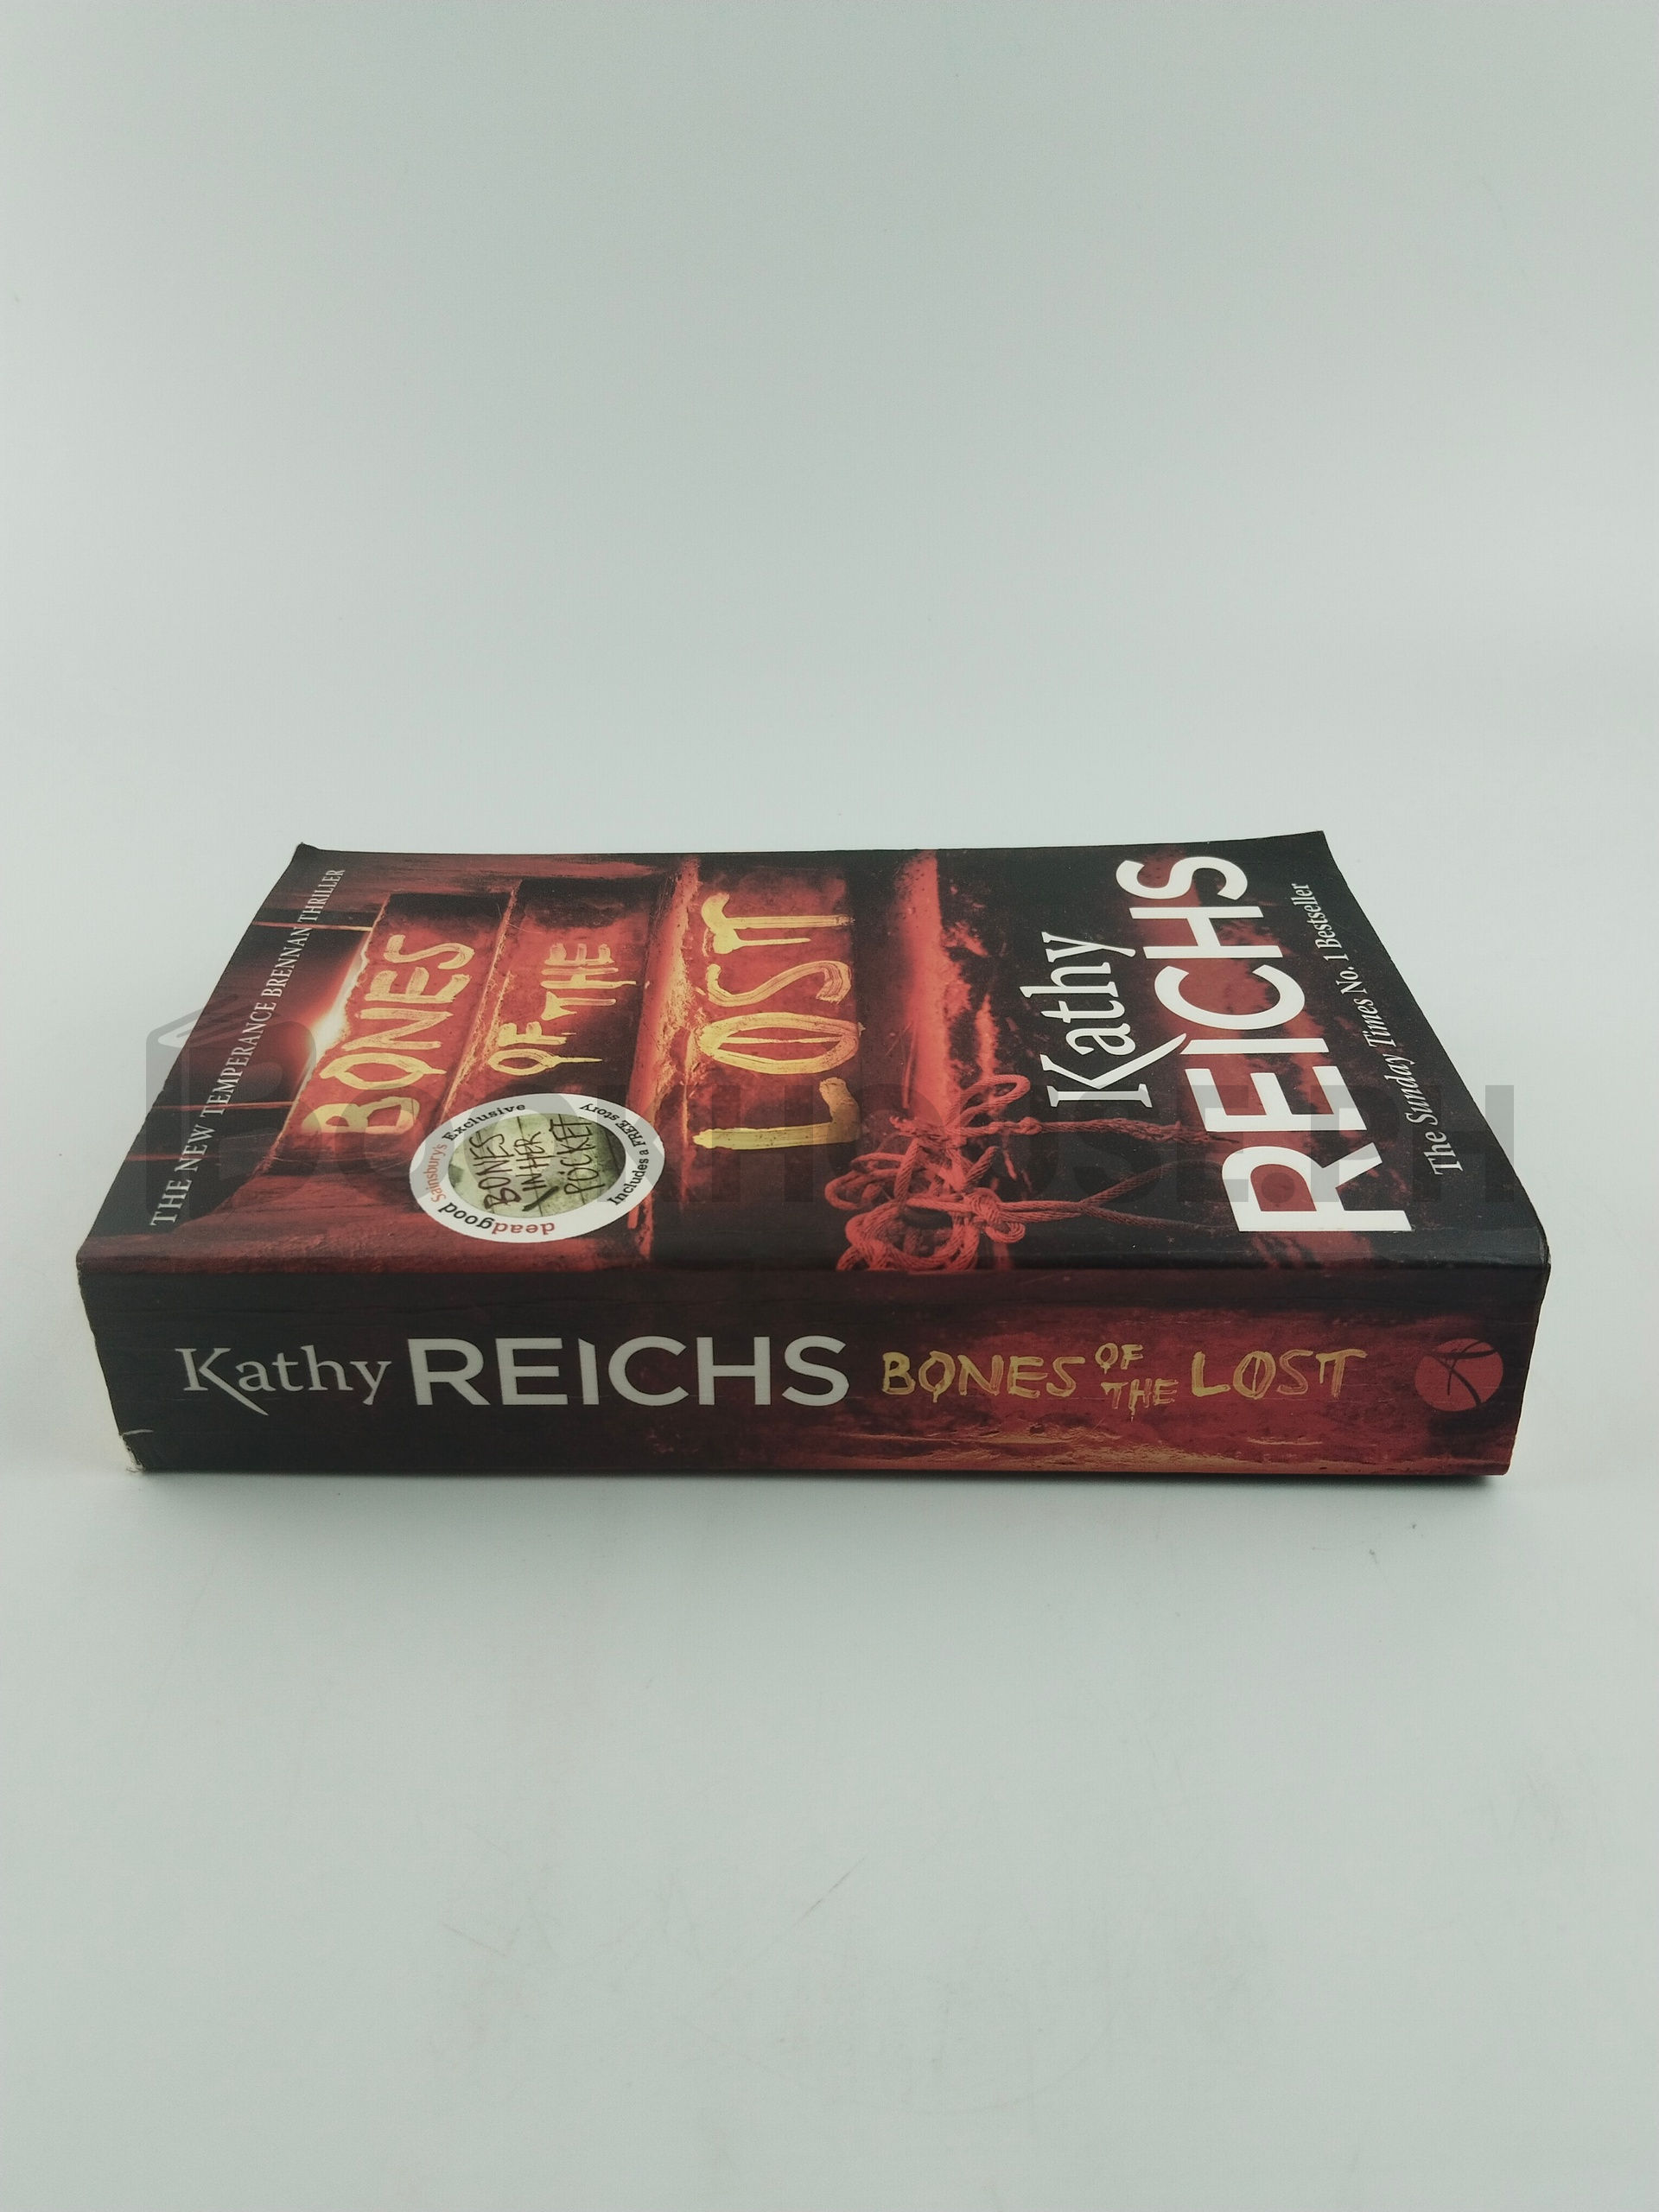 THE NEW TEMPERANCE BRENNAN THRILLER
BONES
OF THE
LOST
Sainsbury's Exclusive
BONES
IN HER
POCKET
Includes a FREE story
deadgood
Kathy
REICHS
The Sunday Times No. 1 Bestseller
Kathy REICHS BONES OF THE LOST